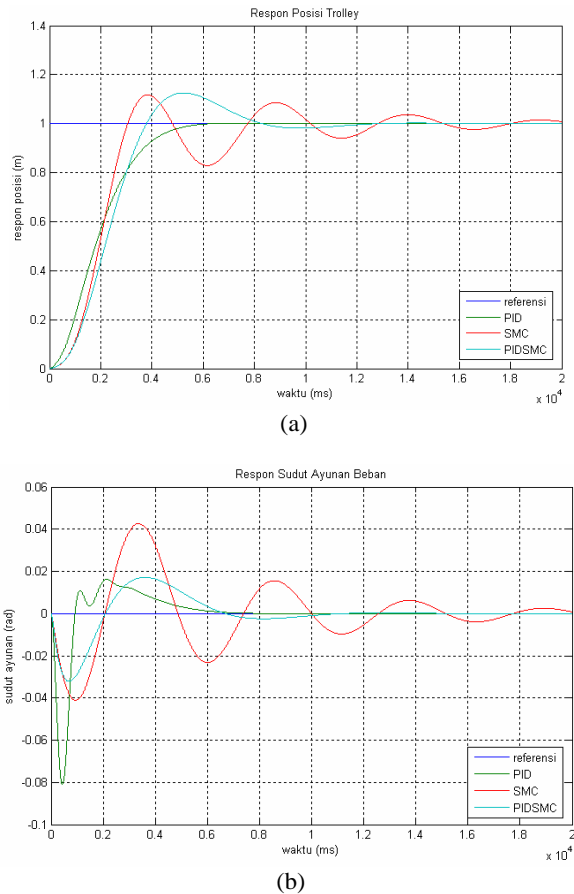 Respon Posisi Trolley
1.4
1.2
1
0.8
0.6
0.4
0.2
0
respon posisi (m)
0 0.2 0.4 0.6 0.8 1 1.2 1.4 1.6 1.8 2
waktu (ms)
x 10^4
referensi
PID
SMC
PIDSMC
(a)
Respon Sudut Ayunan Beban
0.06
0.04
0.02
0
-0.02
-0.04
-0.06
-0.08
-0.1
sudut ayunan (rad)
0 0.2 0.4 0.6 0.8 1 1.2 1.4 1.6 1.8 2
waktu (ms)
x 10^4
referensi
PID
SMC
PIDSMC
(b)